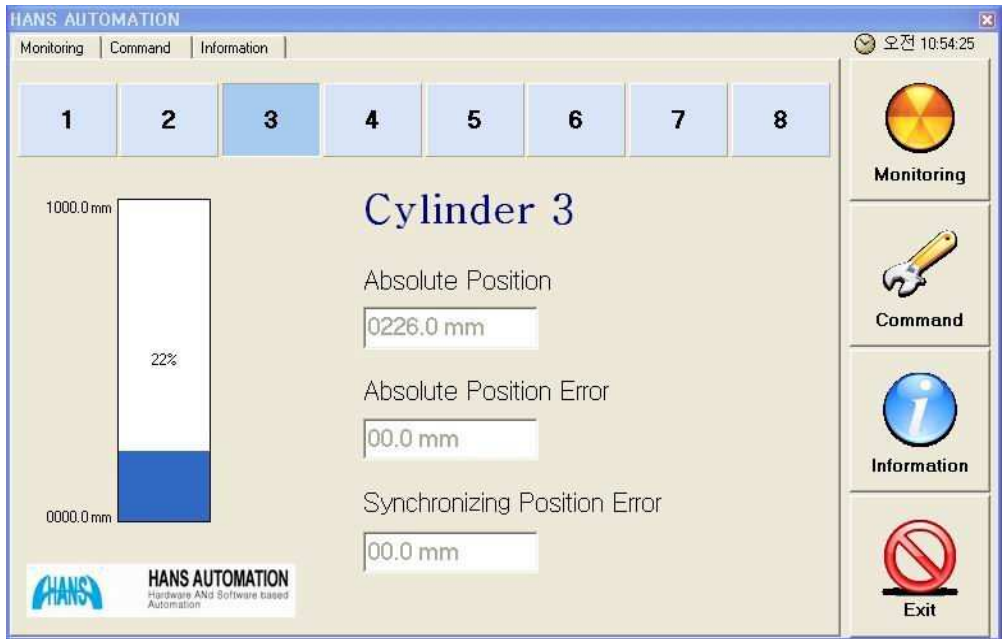 HANS AUTOMATION
Monitoring Command Information
오전 10:54:25
1 2 3 4 5 6 7 8
Monitoring
Cylinder 3
1000.0 mm
Absolute Position
0226.0 mm
Command
22%
Absolute Position Error
00.0 mm
Information
Synchronizing Position Error
0000.0 mm
00.0 mm
HANS
HANS AUTOMATION
Hardware ANd Software based
Automation
Exit